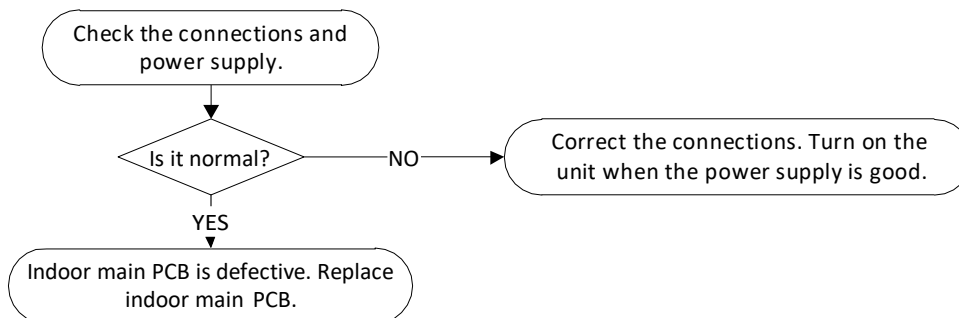 Check the connections and
power supply.
Is it normal?
NO
Correct the connections. Turn on the
unit when the power supply is good.
YES
Indoor main PCB is defective. Replace
indoor main PCB.